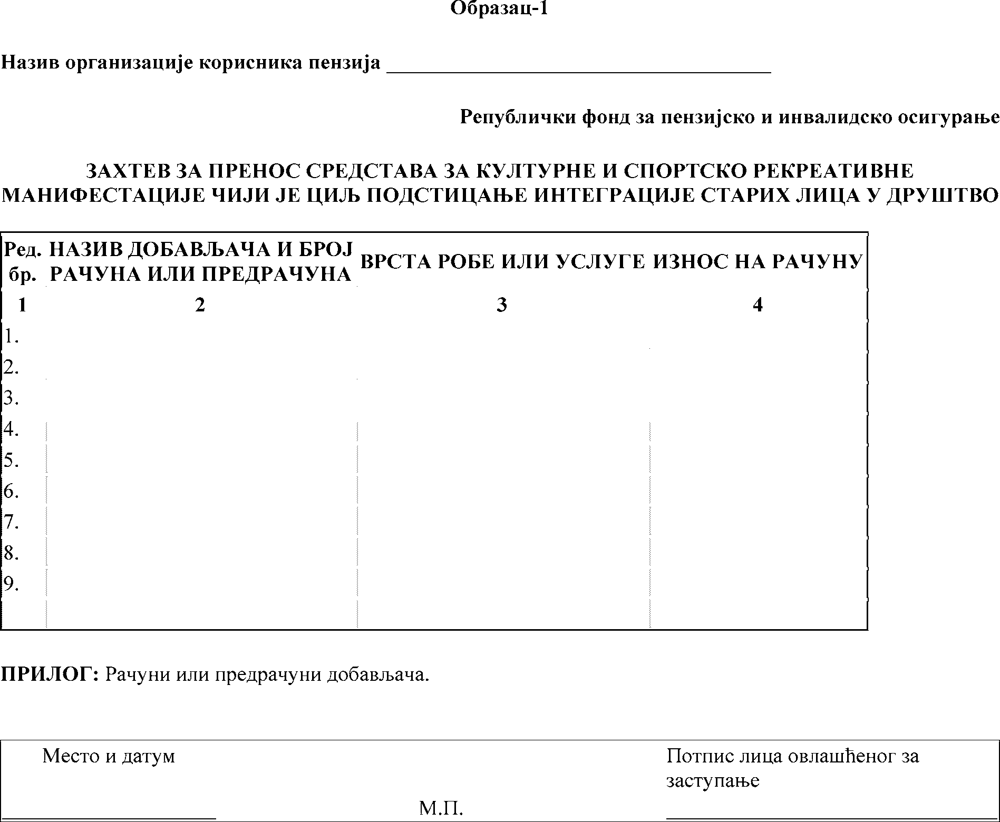 Образац-1
Назив организације корисника пензија
Републички фонд за пензијско и инвалидско осигурање
ЗАХТЕВ ЗА ПРЕНОС СРЕДСТАВА ЗА КУЛТУРНЕ И СПОРТСКО РЕКРЕАТИВНЕ
МАНИФЕСТАЦИЈЕ ЧИЈИ ЈЕ ЦИЉ ПОДСТИЦАЊЕ ИНТЕГРАЦИЈЕ СТАРИХ ЛИЦА У ДРУШТВО
Ред. НАЗИВ ДОБАВЉАЧА И БРОЈ
бр. РАЧУНА ИЛИ ПРЕДРАЧУНА
ВРСТА РОБЕ ИЛИ УСЛУГЕ ИЗНОС НА РАЧУНУ
1 2 3 4
1.
2.
3.
4.
5.
6.
7.
8.
9.
ПРИЛОГ: Рачуни или предрачуни добављача.
Место и датум
Потпис лица овлашћеног за
заступање
М.П.